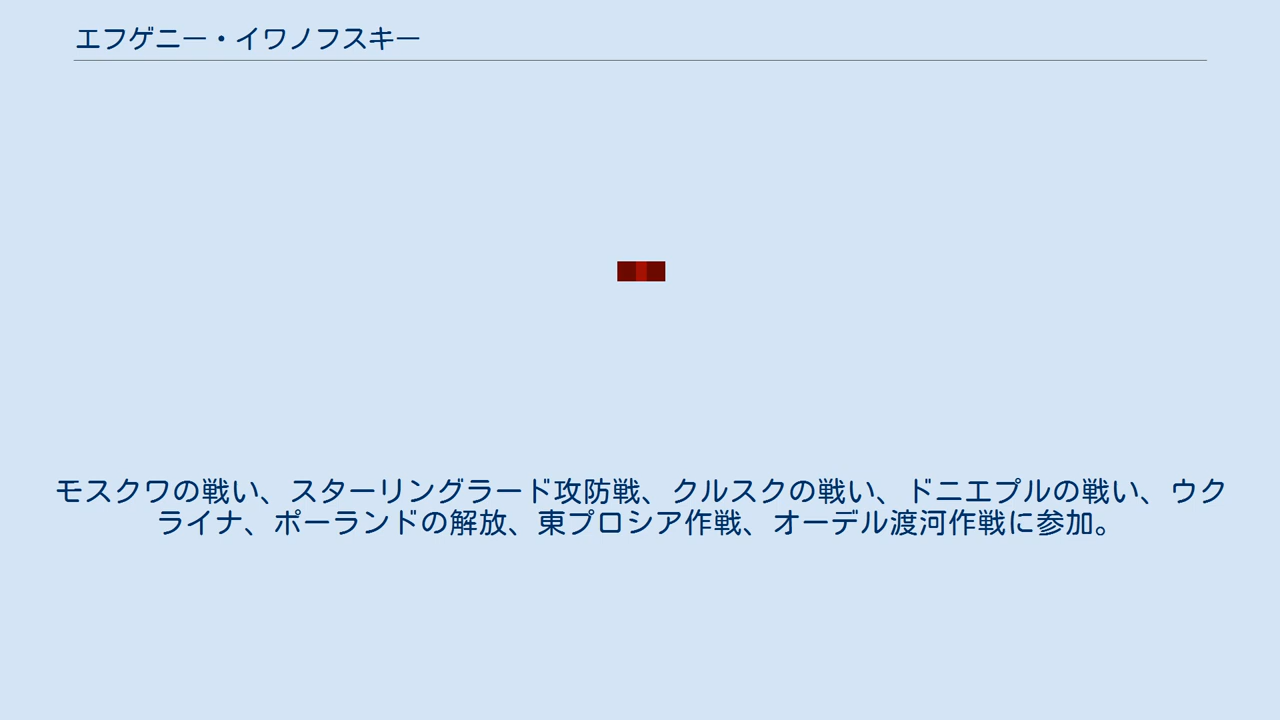 エフゲニー・イワノフスキー
モスクワの戦い、スターリングラード攻防戦、クルスクの戦い、ドニエプルの戦い、ウク
ライナ、ポーランドの解放、東プロシア作戦、オーデル渡河作戦に参加。